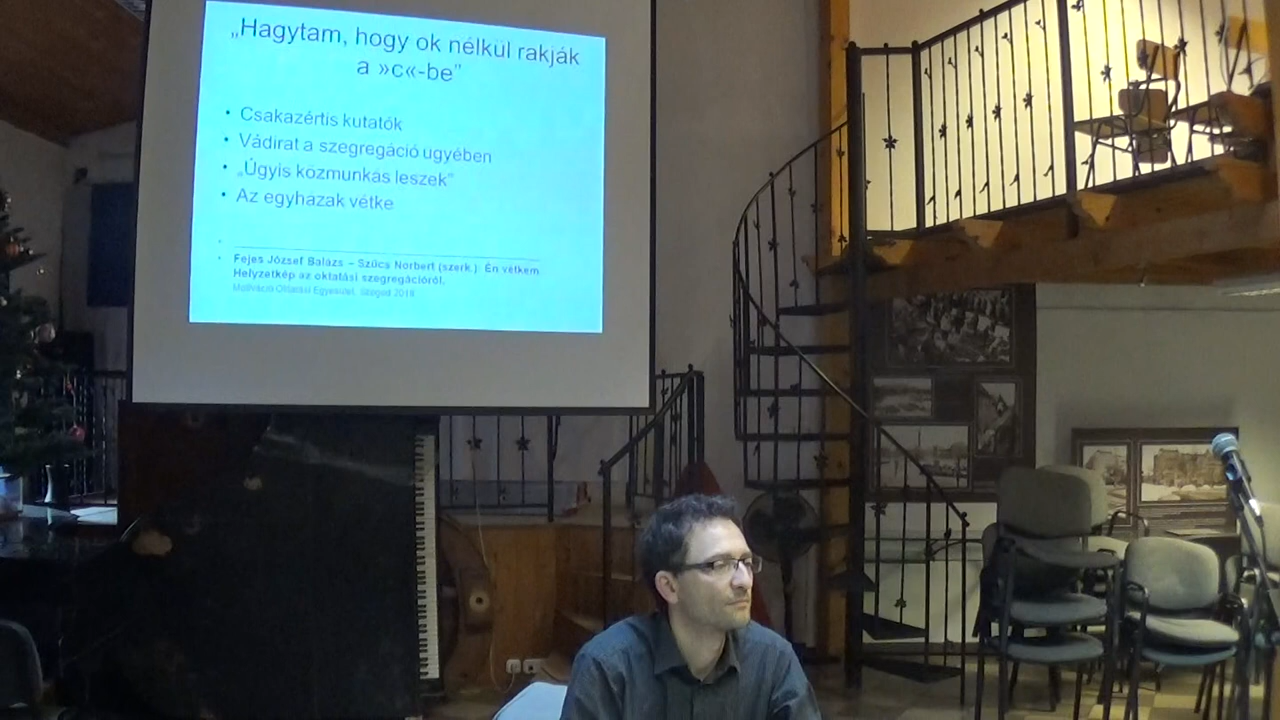 „Hagytam, hogy ok nélkül rakják
a »c«-be”
• Csakazértis kutatók
• Vádirat a szegregáció ügyében
• „Úgyis közmunkás leszek”
• Az egyházak vétke
Fejes József Balázs – Szűcs Norbert (szerk.) Én vétkem
Helyzetkép az oktatási szegregációról.
Motiváció Oktatási Egyesület, Szeged 2018